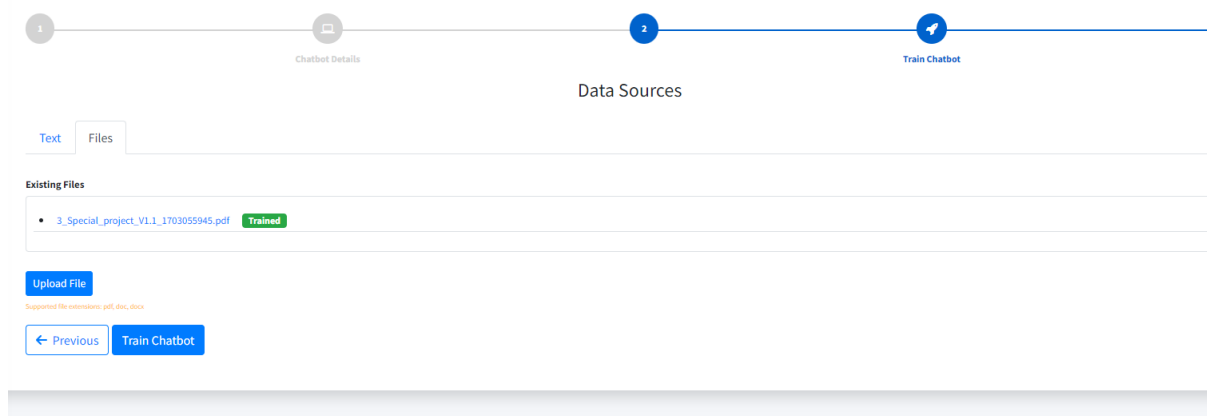 1
2
Chatbot Details
Train Chatbot
Data Sources
Text
Files
Existing Files
3_Special_project_V1.1_1703055945.pdf Trained
Upload File
Supported file extensions: pdf, doc, docx
← Previous
Train Chatbot